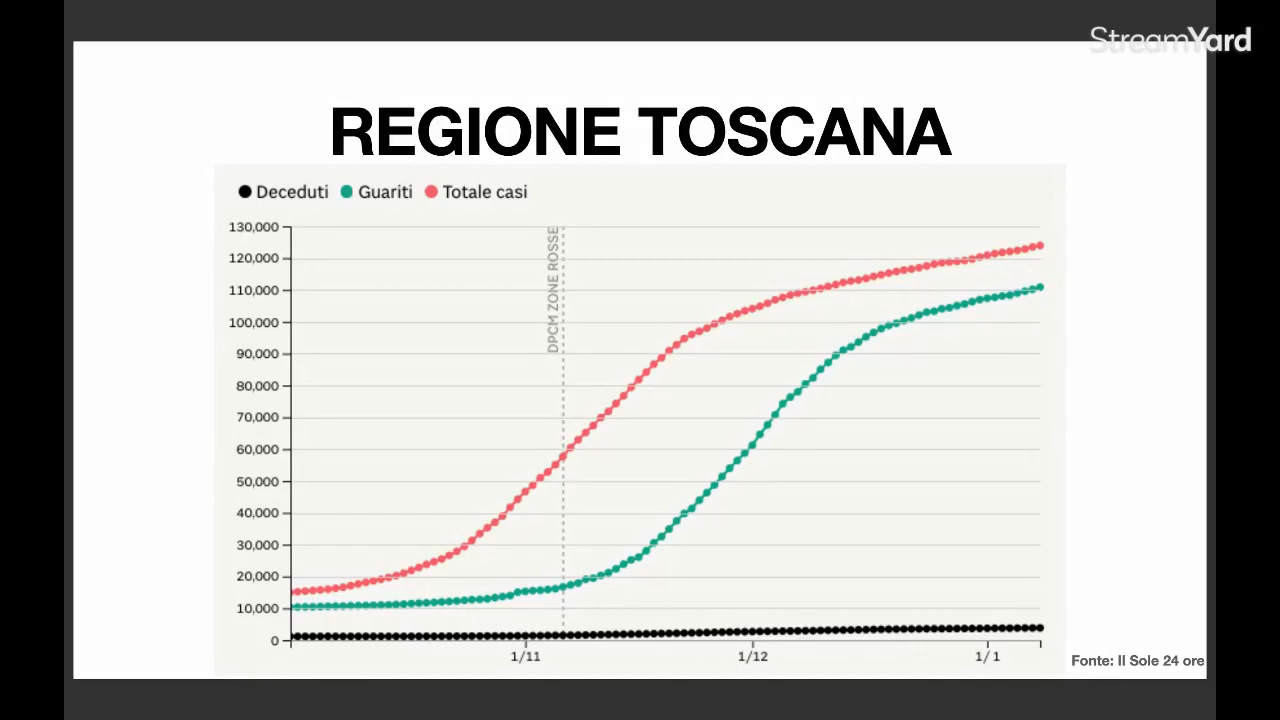 StreamYard
REGIONE TOSCANA
Deceduti Guariti Totale casi
130,000
120,000
110,000
100,000
90,000
80,000
70,000
60,000
50,000
40,000
30,000
20,000
10,000
0
DPCM ZONE ROSSE
1/11 1/12 1/1
Fonte: Il Sole 24 ore